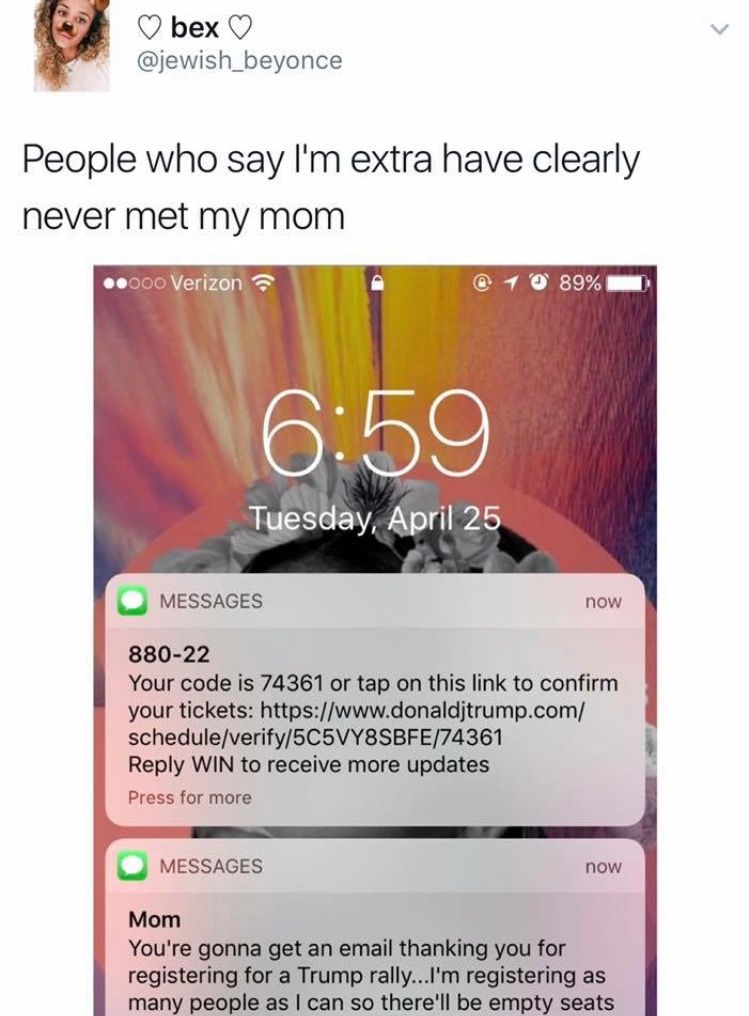 ♡ bex ♡
@jewish_beyonce
People who say I'm extra have clearly
never met my mom
Verizon 89%
6:59
Tuesday, April 25
MESSAGES now
880-22
Your code is 74361 or tap on this link to confirm
your tickets: https://www.donaldjtrump.com/
schedule/verify/5C5VY8SBFE/74361
Reply WIN to receive more updates
Press for more
MESSAGES now
Mom
You're gonna get an email thanking you for
registering for a Trump rally...I'm registering as
many people as I can so there'll be empty seats